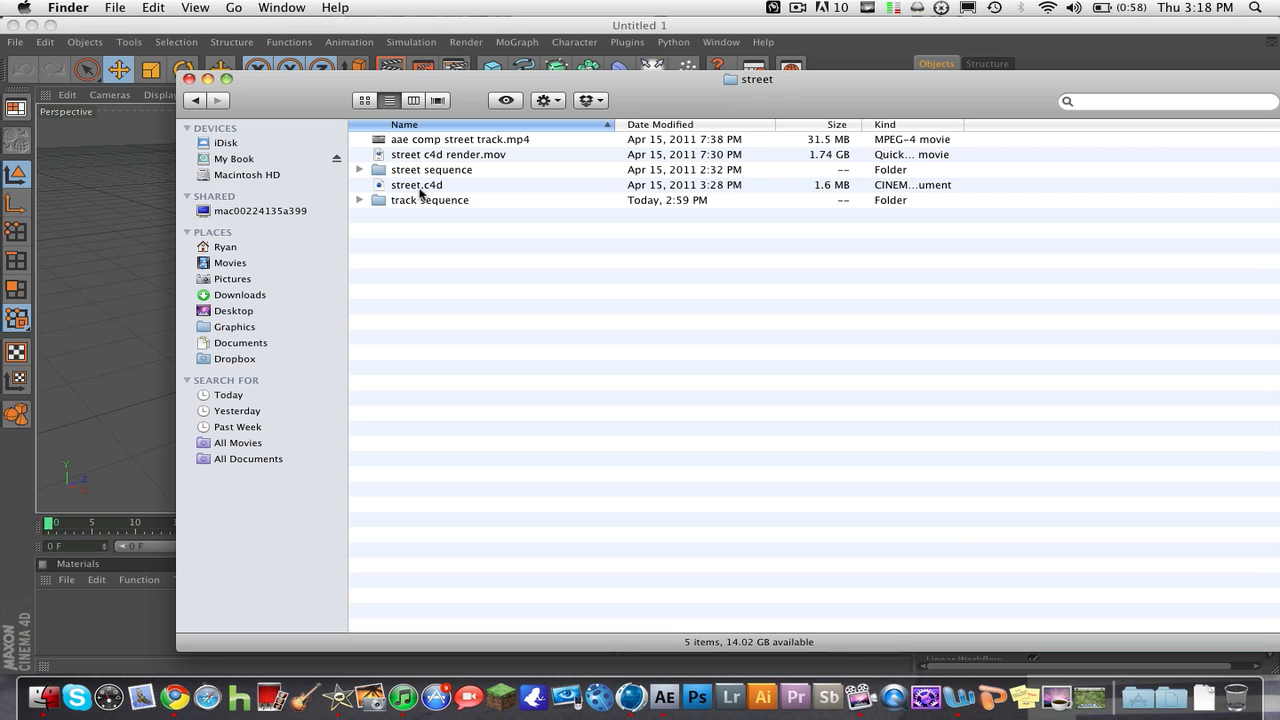 Finder File Edit View Go Window Help 10 (0:58) Thu 3:18 PM
Untitled 1
File Edit Objects Tools Selection Structure Functions Animation Simulation Render MoGraph Character Plugins Python Window Help
Objects Structure
street
Edit Cameras Display
Perspective
Name Date Modified Size Kind
DEVICES
iDisk
My Book
Macintosh HD
SHARED
mac00224135a399
PLACES
Ryan
Movies
Pictures
Downloads
Desktop
Graphics
Documents
Dropbox
SEARCH FOR
Today
Yesterday
Past Week
All Movies
All Documents
aae comp street track.mp4 Apr 15, 2011 7:38 PM 31.5 MB MPEG-4 movie
street c4d render.mov Apr 15, 2011 7:30 PM 1.74 GB Quick... movie
street sequence Apr 15, 2011 2:32 PM -- Folder
street.c4d Apr 15, 2011 3:28 PM 1.6 MB CINEM...ument
track sequence Today, 2:59 PM -- Folder
Y
Z
X
0 5 10
0 F 0 F
Materials
File Edit Function
5 items, 14.02 GB available
MAXON
CINEMA 4D
Ae Ps Lr Ai Pr Sb